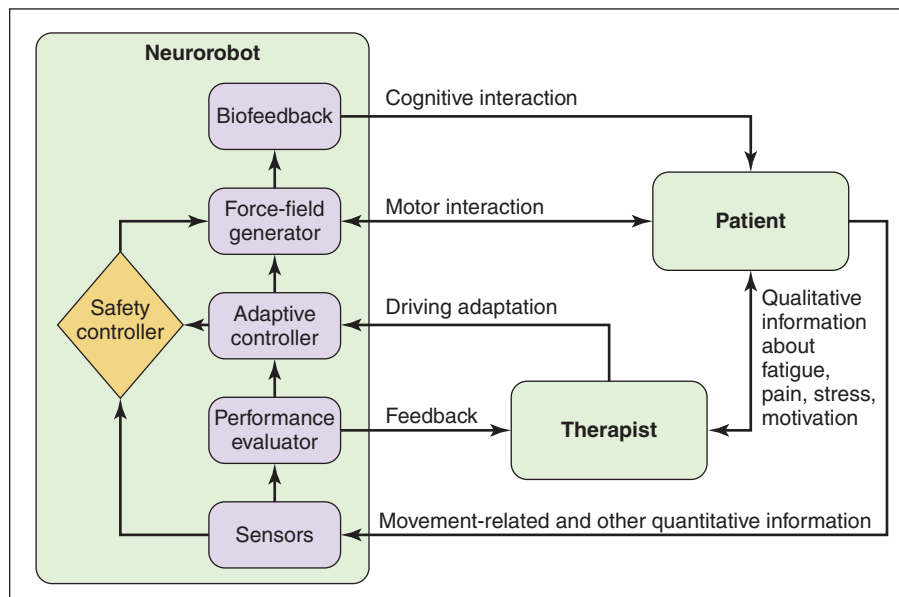 Neurorobot
Biofeedback
Cognitive interaction
Force-field
generator
Motor interaction
Patient
Safety
controller
Adaptive
controller
Driving adaptation
Qualitative
information
about
fatigue,
pain, stress,
motivation
Performance
evaluator
Feedback
Therapist
Sensors
Movement-related and other quantitative information